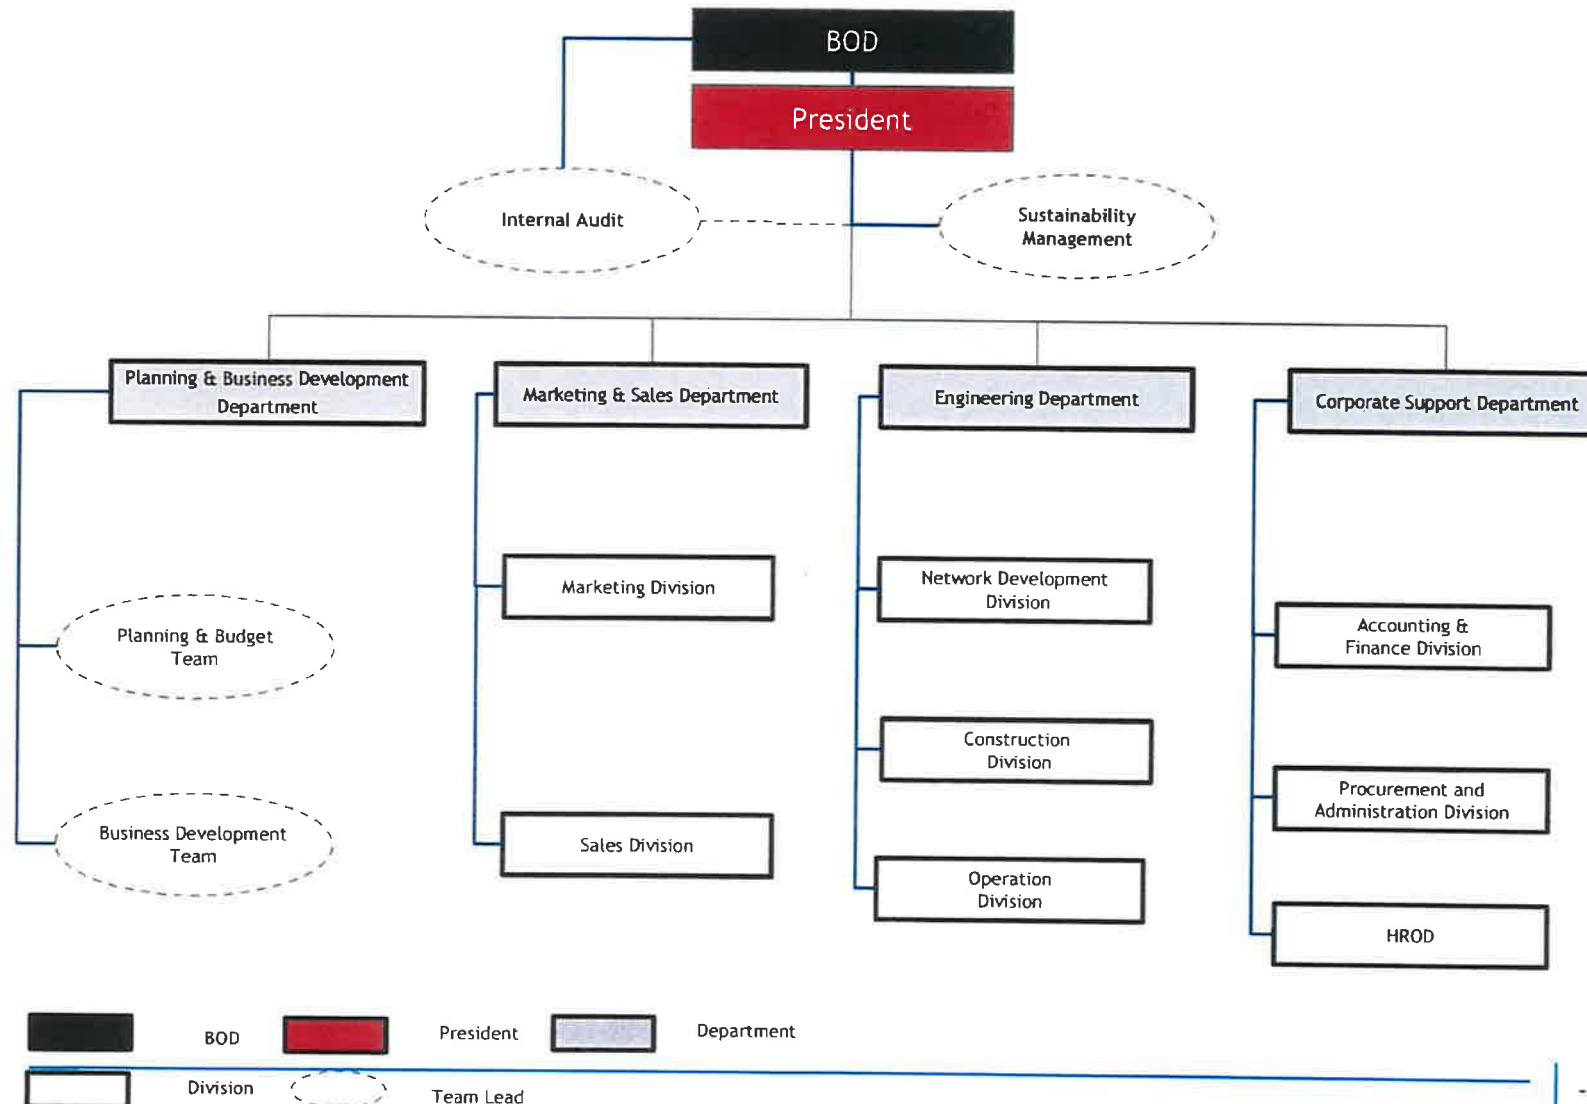 BOD
President
Internal Audit
Sustainability
Management
Planning & Business Development
Department
Marketing & Sales Department
Engineering Department
Corporate Support Department
Planning & Budget
Team
Business Development
Team
Marketing Division
Sales Division
Network Development
Division
Construction
Division
Operation
Division
Accounting &
Finance Division
Procurement and
Administration Division
HROD
BOD
President
Department
Division
Team Lead